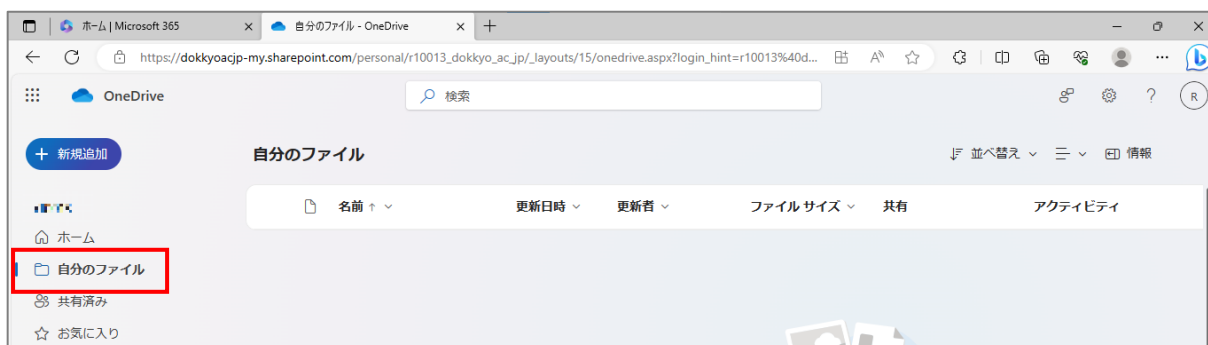 ホーム | Microsoft 365
自分のファイル - OneDrive
https://dokkyoacjp-my.sharepoint.com/personal/r10013_dokkyo_ac_jp/_layouts/15/onedrive.aspx?login_hint=r10013%40d...
OneDrive
検索
? R
+ 新規追加
自分のファイル
並べ替え
情報
名前 ↑ 更新日時 更新者 ファイル サイズ 共有 アクティビティ
ホーム
自分のファイル
共有済み
お気に入り